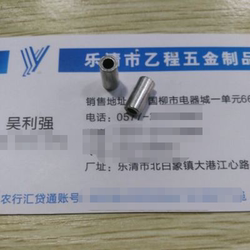 乐清市乙程五金制品
销售地址 国柳市电器城一单元6
吴利强
电话：0577-
厂址：乐清市北白象镇大港江心路
农行汇贷通账号